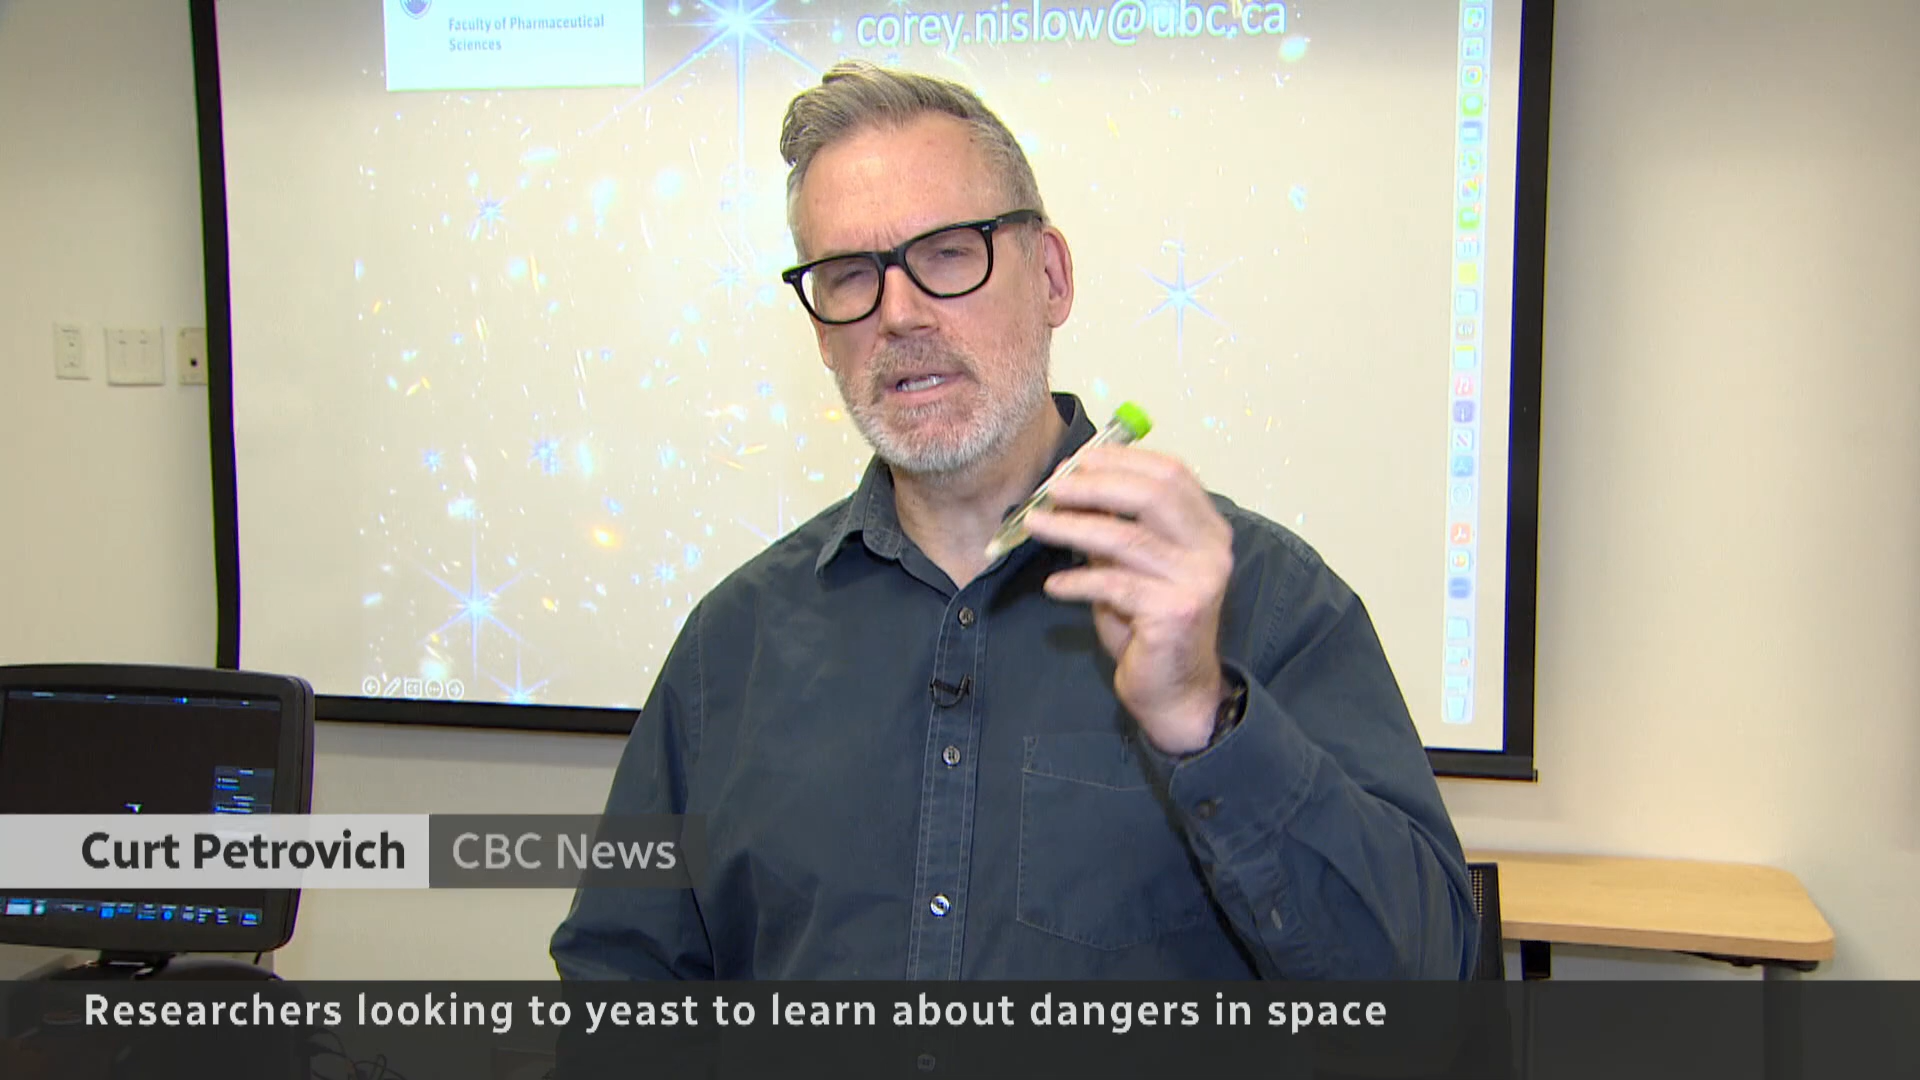 Faculty of Pharmaceutical
Sciences
corey.nislow@ubc.ca
Curt Petrovich
CBC News
Researchers looking to yeast to learn about dangers in space